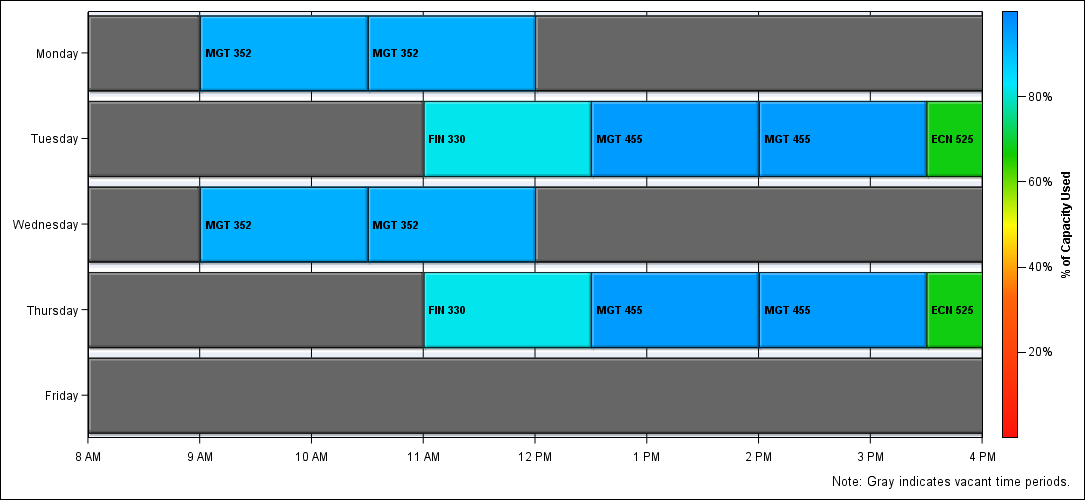 Monday
MGT 352
MGT 352
Tuesday
FIN 330
MGT 455
MGT 455
ECN 525
Wednesday
MGT 352
MGT 352
Thursday
FIN 330
MGT 455
MGT 455
ECN 525
Friday
8 AM
9 AM
10 AM
11 AM
12 PM
1 PM
2 PM
3 PM
4 PM
80%
60%
40%
20%
% of Capacity Used
Note: Gray indicates vacant time periods.